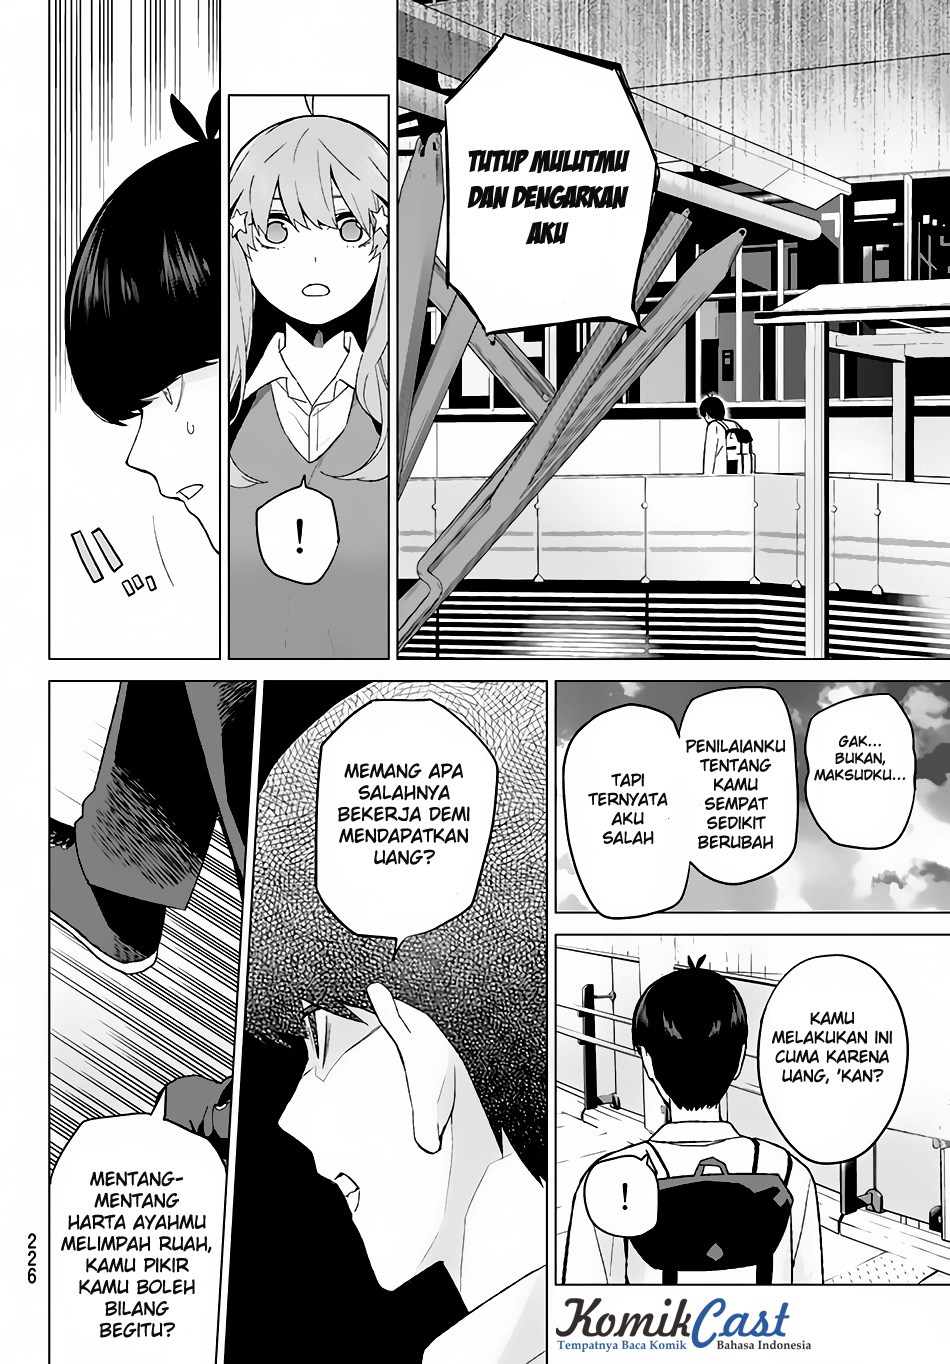 TUTUP MULUTMU
DAN DENGARKAN
AKU
!
GAK...
BUKAN,
MAKSUDKU...
PENILAIANKU
TENTANG
KAMU
SEMPAT
SEDIKIT
BERUBAH
TAPI
TERNYATA
AKU
SALAH
KAMU
MELAKUKAN INI
CUMA KARENA
UANG, 'KAN?
!
MEMANG APA
SALAHNYA
BEKERJA DEMI
MENDAPATKAN
UANG?
MENTANG-
MENTANG
HARTA AYAHMU
MELIMPAH RUAH,
KAMU PIKIR
KAMU BOLEH
BILANG
BEGITU?
226
KomikCast
Tempatnya Baca Komik Bahasa Indonesia